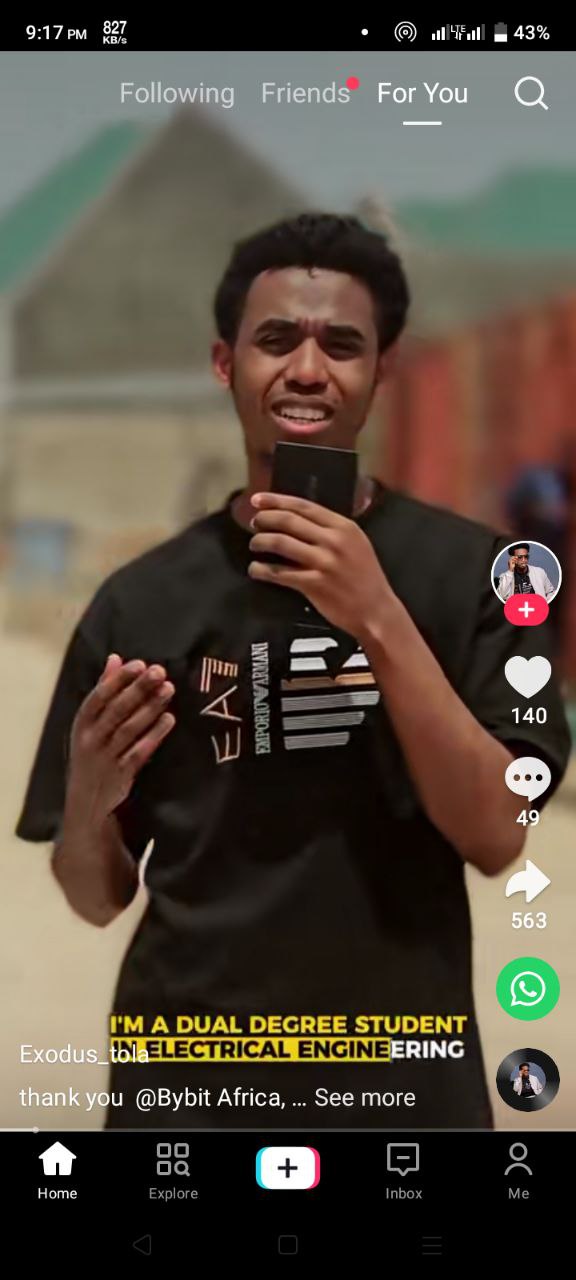 9:17 PM
827
KB/s
LTE
43%
Following Friends For You
EA7
EMPORIO ARMANI
140
49
563
I'M A DUAL DEGREE STUDENT
IN ELECTRICAL ENGINEERING
Exodus_tola
thank you @Bybit Africa, ... See more
Home Explore Inbox Me